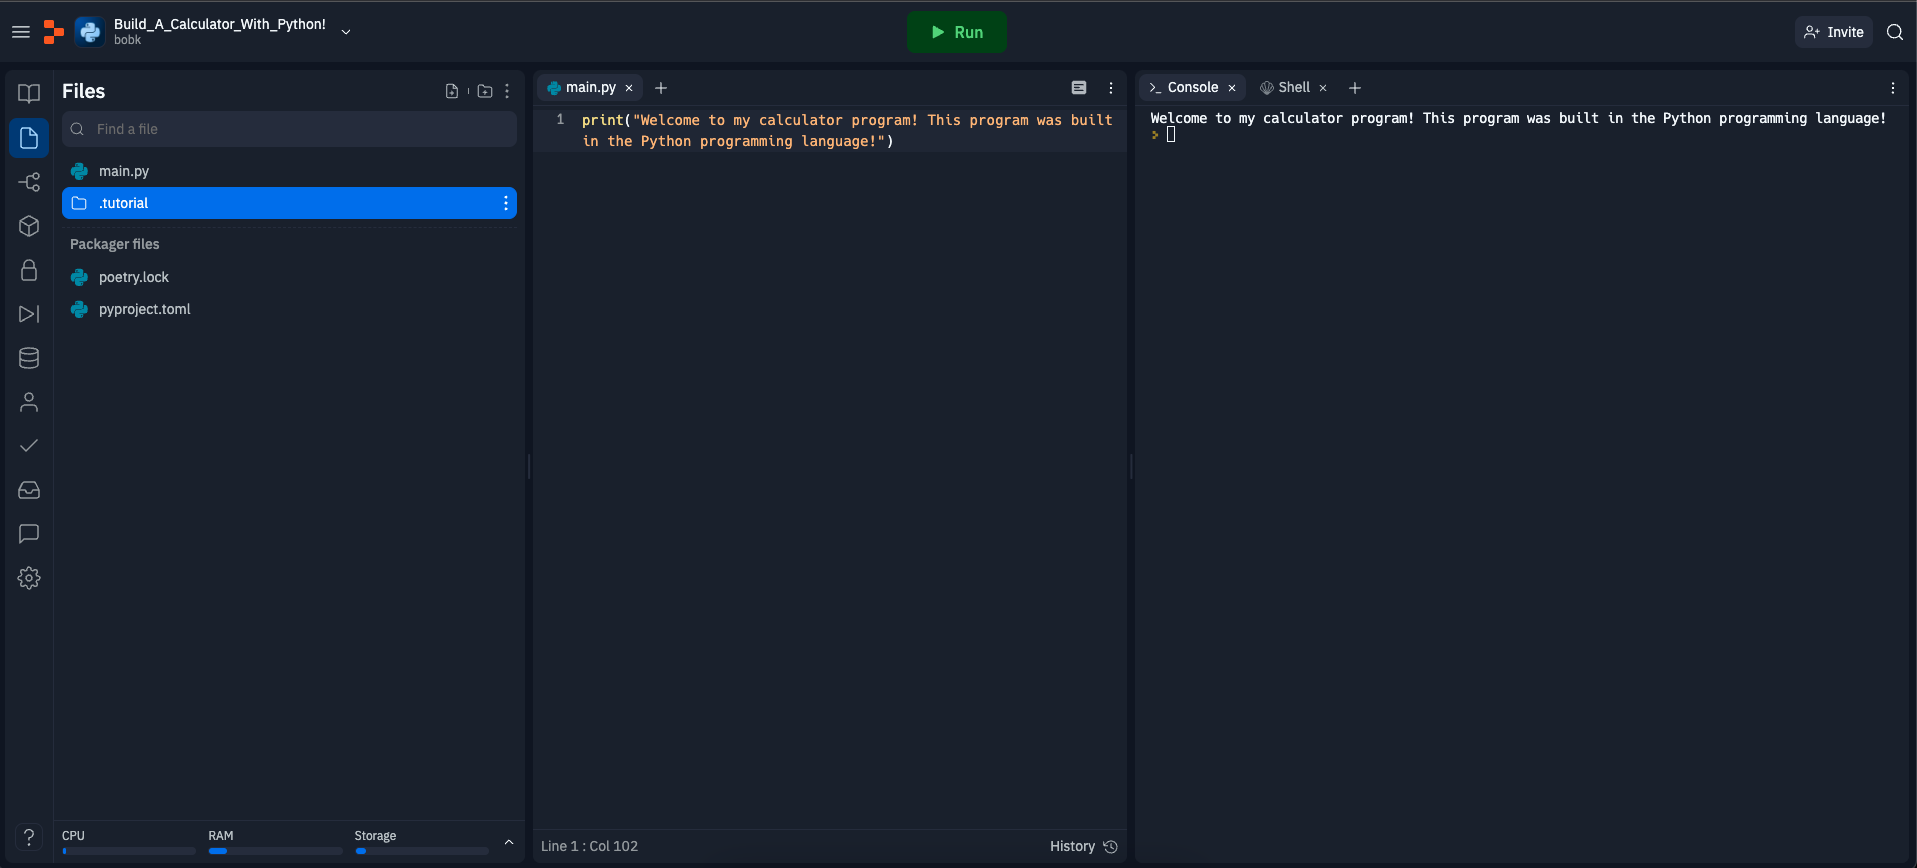 Build_A_Calculator_With_Python!
bobk
Run
Invite
Files
Find a file
main.py
.tutorial
Packager files
poetry.lock
pyproject.toml
CPU
RAM
Storage
main.py
1 print("Welcome to my calculator program! This program was built
in the Python programming language!")
Line 1 : Col 102
History
Console
Shell
Welcome to my calculator program! This program was built in the Python programming language!